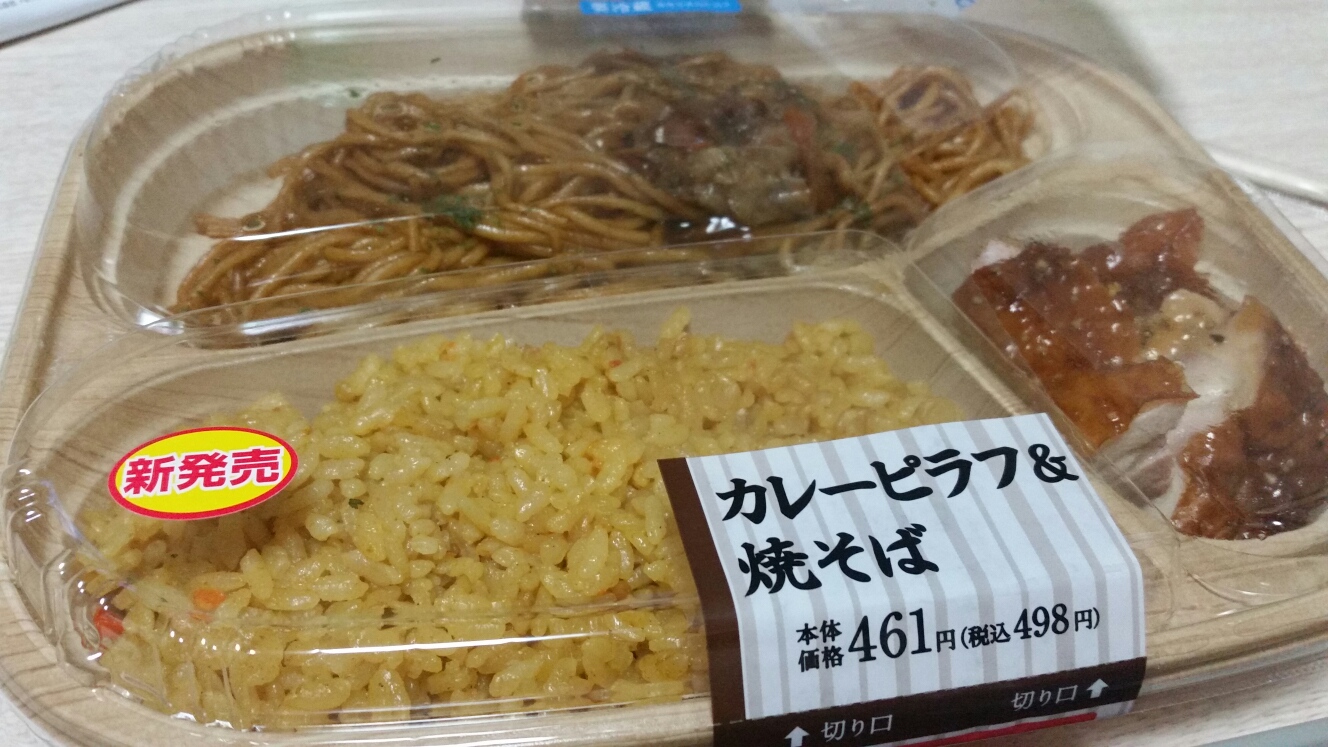 新発売
カレーピラフ&
焼そば
本体
価格461円(税込498円)
切り口
切り口